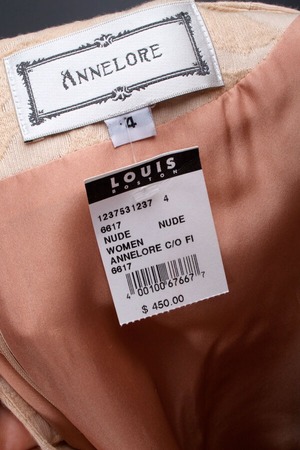 ANNELORE
4
LOUIS
BOSTON
1237531237 4
6617 NUDE
NUDE
WOMEN
ANNELORE C/O FI
6617
4 00100 67667 7
$ 450.00